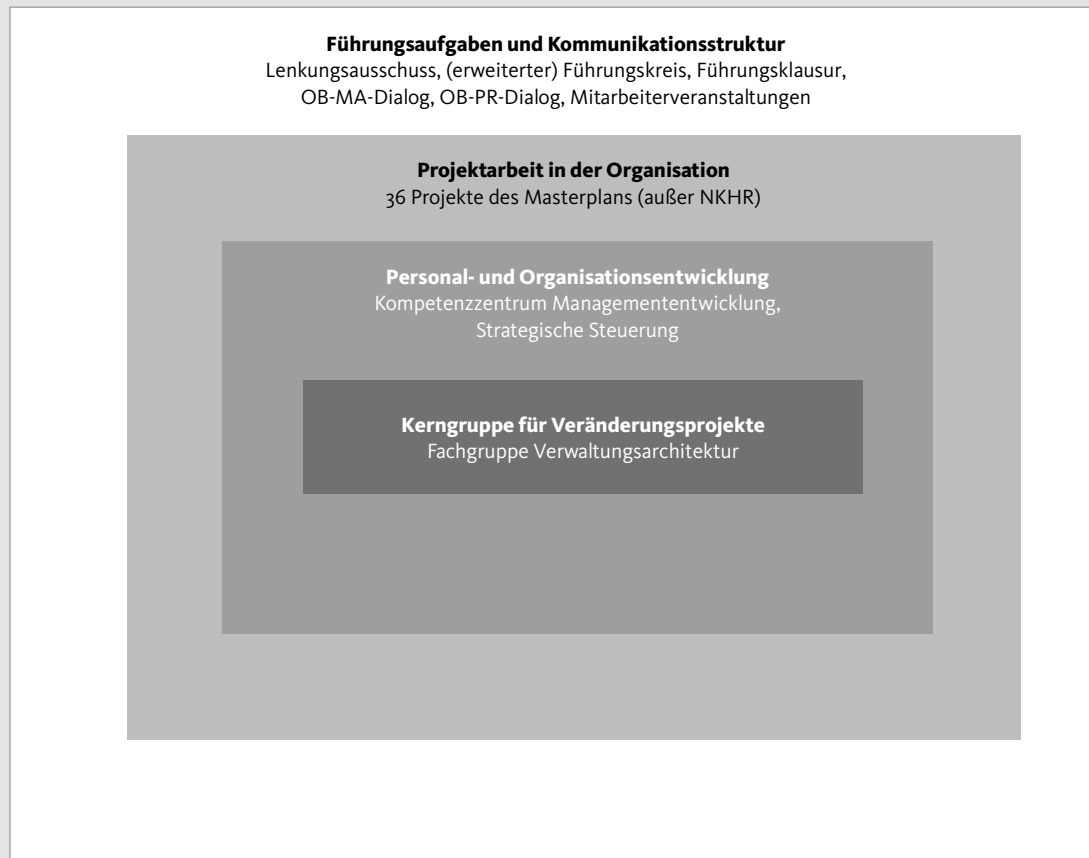 Führungsaufgaben und Kommunikationsstruktur
Lenkungsausschuss, (erweiterter) Führungskreis, Führungsklausur,
OB-MA-Dialog, OB-PR-Dialog, Mitarbeiterveranstaltungen
Projektarbeit in der Organisation
36 Projekte des Masterplans (außer NKHR)
Personal- und Organisationsentwicklung
Kompetenzzentrum Managemententwicklung,
Strategische Steuerung
Kerngruppe für Veränderungsprojekte
Fachgruppe Verwaltungsarchitektur